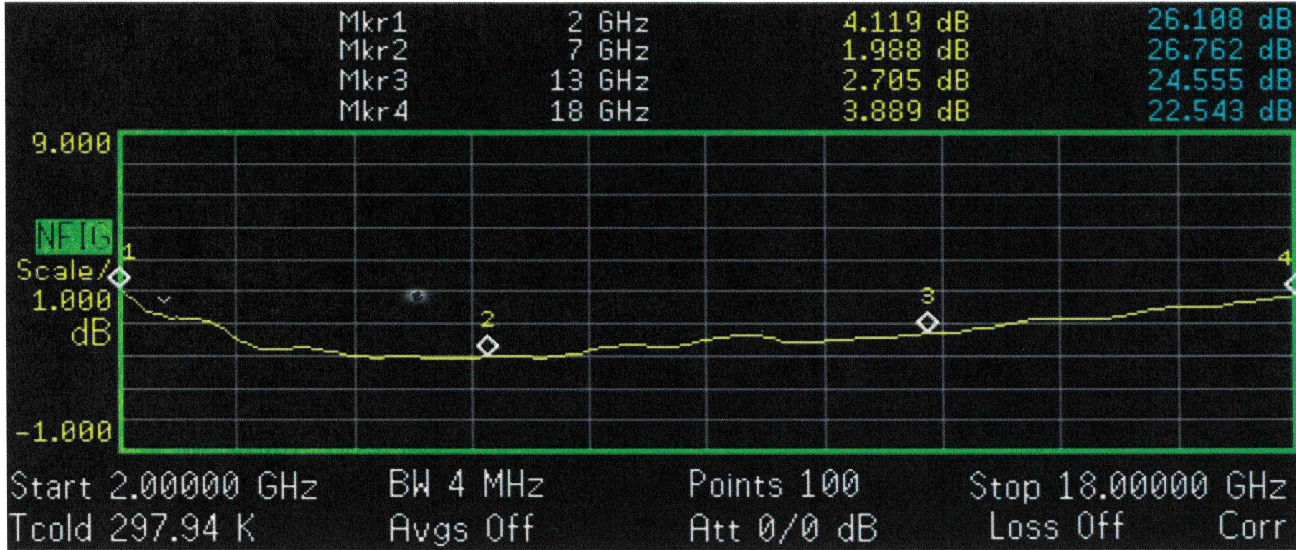 Mkr1 2 GHz 4.119 dB 26.108 dB
Mkr2 7 GHz 1.988 dB 26.762 dB
Mkr3 13 GHz 2.705 dB 24.555 dB
Mkr4 18 GHz 3.889 dB 22.543 dB
9.000
NFIG
1
Scale/
4
1.000
3
dB
2
-1.000
Start 2.00000 GHz BW 4 MHz Points 100 Stop 18.00000 GHz
Tcold 297.94 K Avgs Off Att 0/0 dB Loss Off Corr